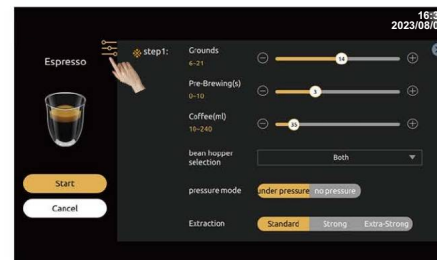 16:3
2023/08/0
Espresso
step1:
Grounds
6-21
14
Pre-Brewing(s)
0-10
3
Coffee(ml)
10-240
35
bean hopper
selection
Both
pressure mode
under pressure
no pressure
Extraction
Standard
Strong
Extra-Strong
Start
Cancel